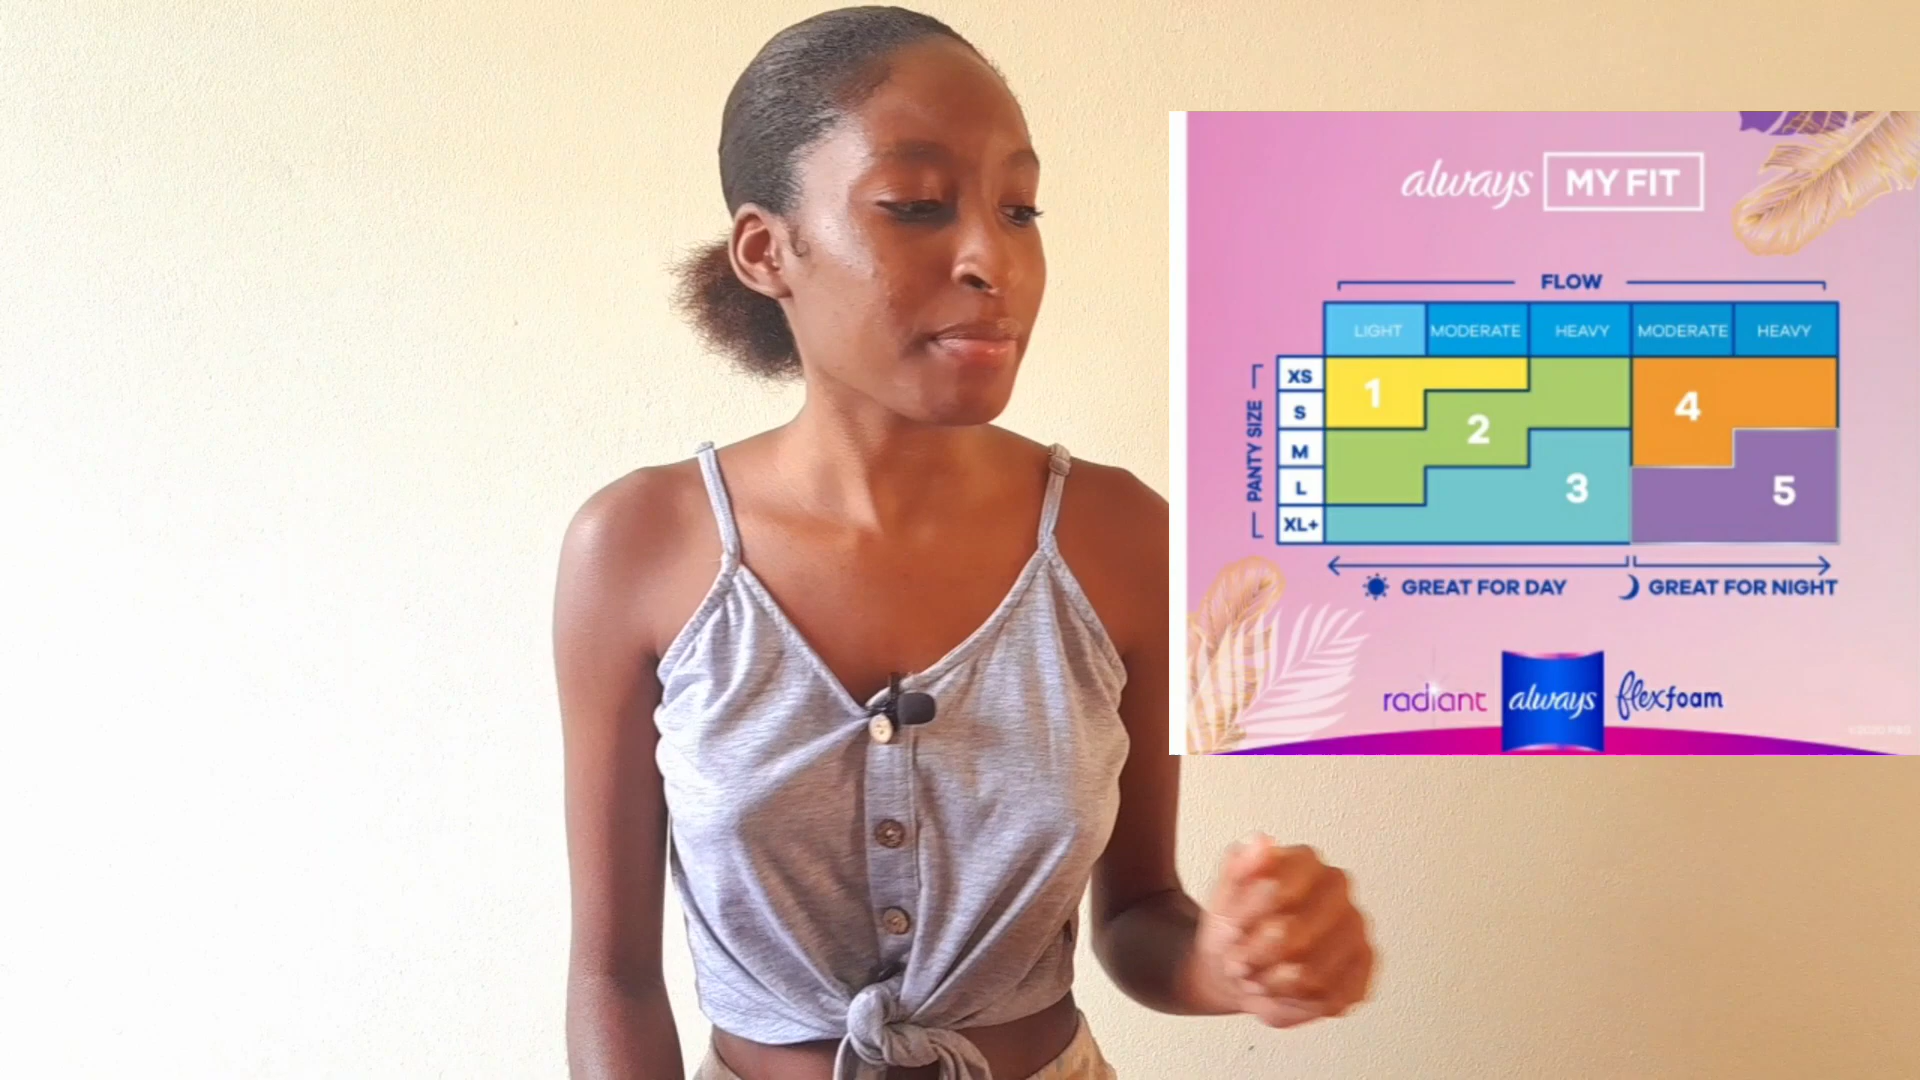 always MY FIT
FLOW
LIGHT MODERATE HEAVY MODERATE HEAVY
PANTY SIZE
XS 1 4
S 2
M
L 3 5
XL+
GREAT FOR DAY GREAT FOR NIGHT
radiant always flexfoam
©2020 P&G